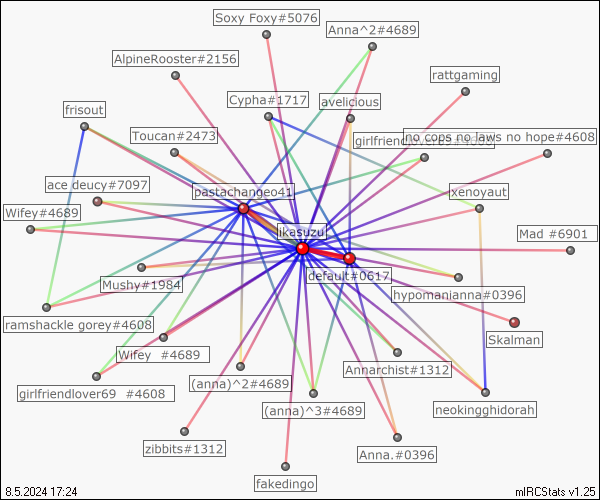 Soxy Foxy#5076
Anna^2#4689
AlpineRooster#2156
rattgaming
Cypha#1717
avelicious
frisout
Toucan#2473
no cops no laws no hope#4608
ace deucy#7097
pastachangeo41
xenoyaut
Wifey#4689
ikasuzu
Mad #6901
default#0617
Mushy#1984
hypomanianna#0396
ramshackle gorey#4608
Skalman
Wifey #4689
Annarchist#1312
(anna)^2#4689
girlfriendlover69 #4608
(anna)^3#4689
neokingghidorah
zibbits#1312
Anna.#0396
fakedingo
8.5.2024 17:24
mIRCStats v1.25